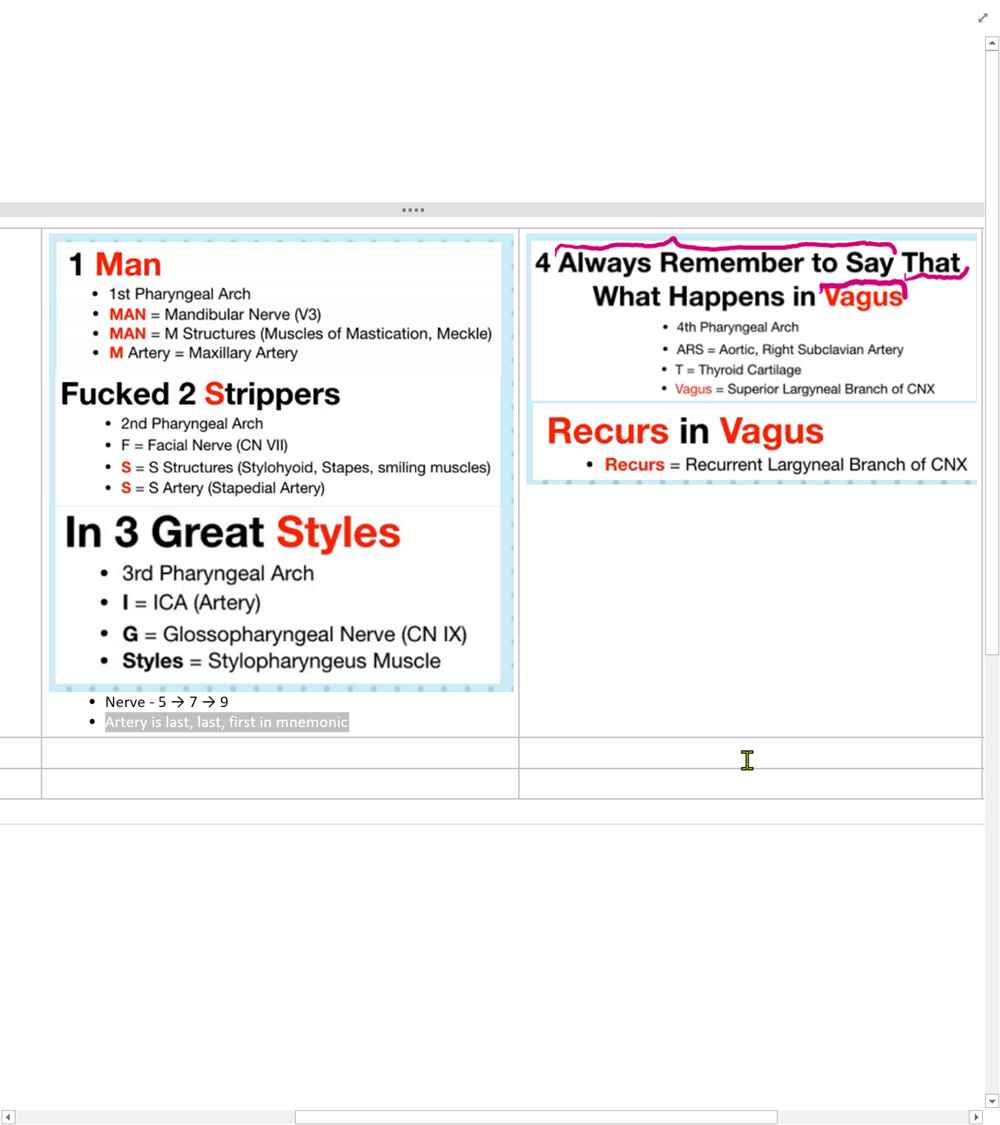 1 Man
• 1st Pharyngeal Arch
• MAN = Mandibular Nerve (V3)
• MAN = M Structures (Muscles of Mastication, Meckle)
• M Artery = Maxillary Artery
Fucked 2 Strippers
• 2nd Pharyngeal Arch
• F = Facial Nerve (CN VII)
• S = S Structures (Stylohyoid, Stapes, smiling muscles)
• S = S Artery (Stapedial Artery)
In 3 Great Styles
• 3rd Pharyngeal Arch
• I = ICA (Artery)
• G = Glossopharyngeal Nerve (CN IX)
• Styles = Stylopharyngeus Muscle
• Nerve - 5 → 7 → 9
• Artery is last, last, first in mnemonic
4 Always Remember to Say That
What Happens in Vagus
• 4th Pharyngeal Arch
• ARS = Aortic, Right Subclavian Artery
• T = Thyroid Cartilage
• Vagus = Superior Largyneal Branch of CNX
Recurs in Vagus
• Recurs = Recurrent Largyneal Branch of CNX